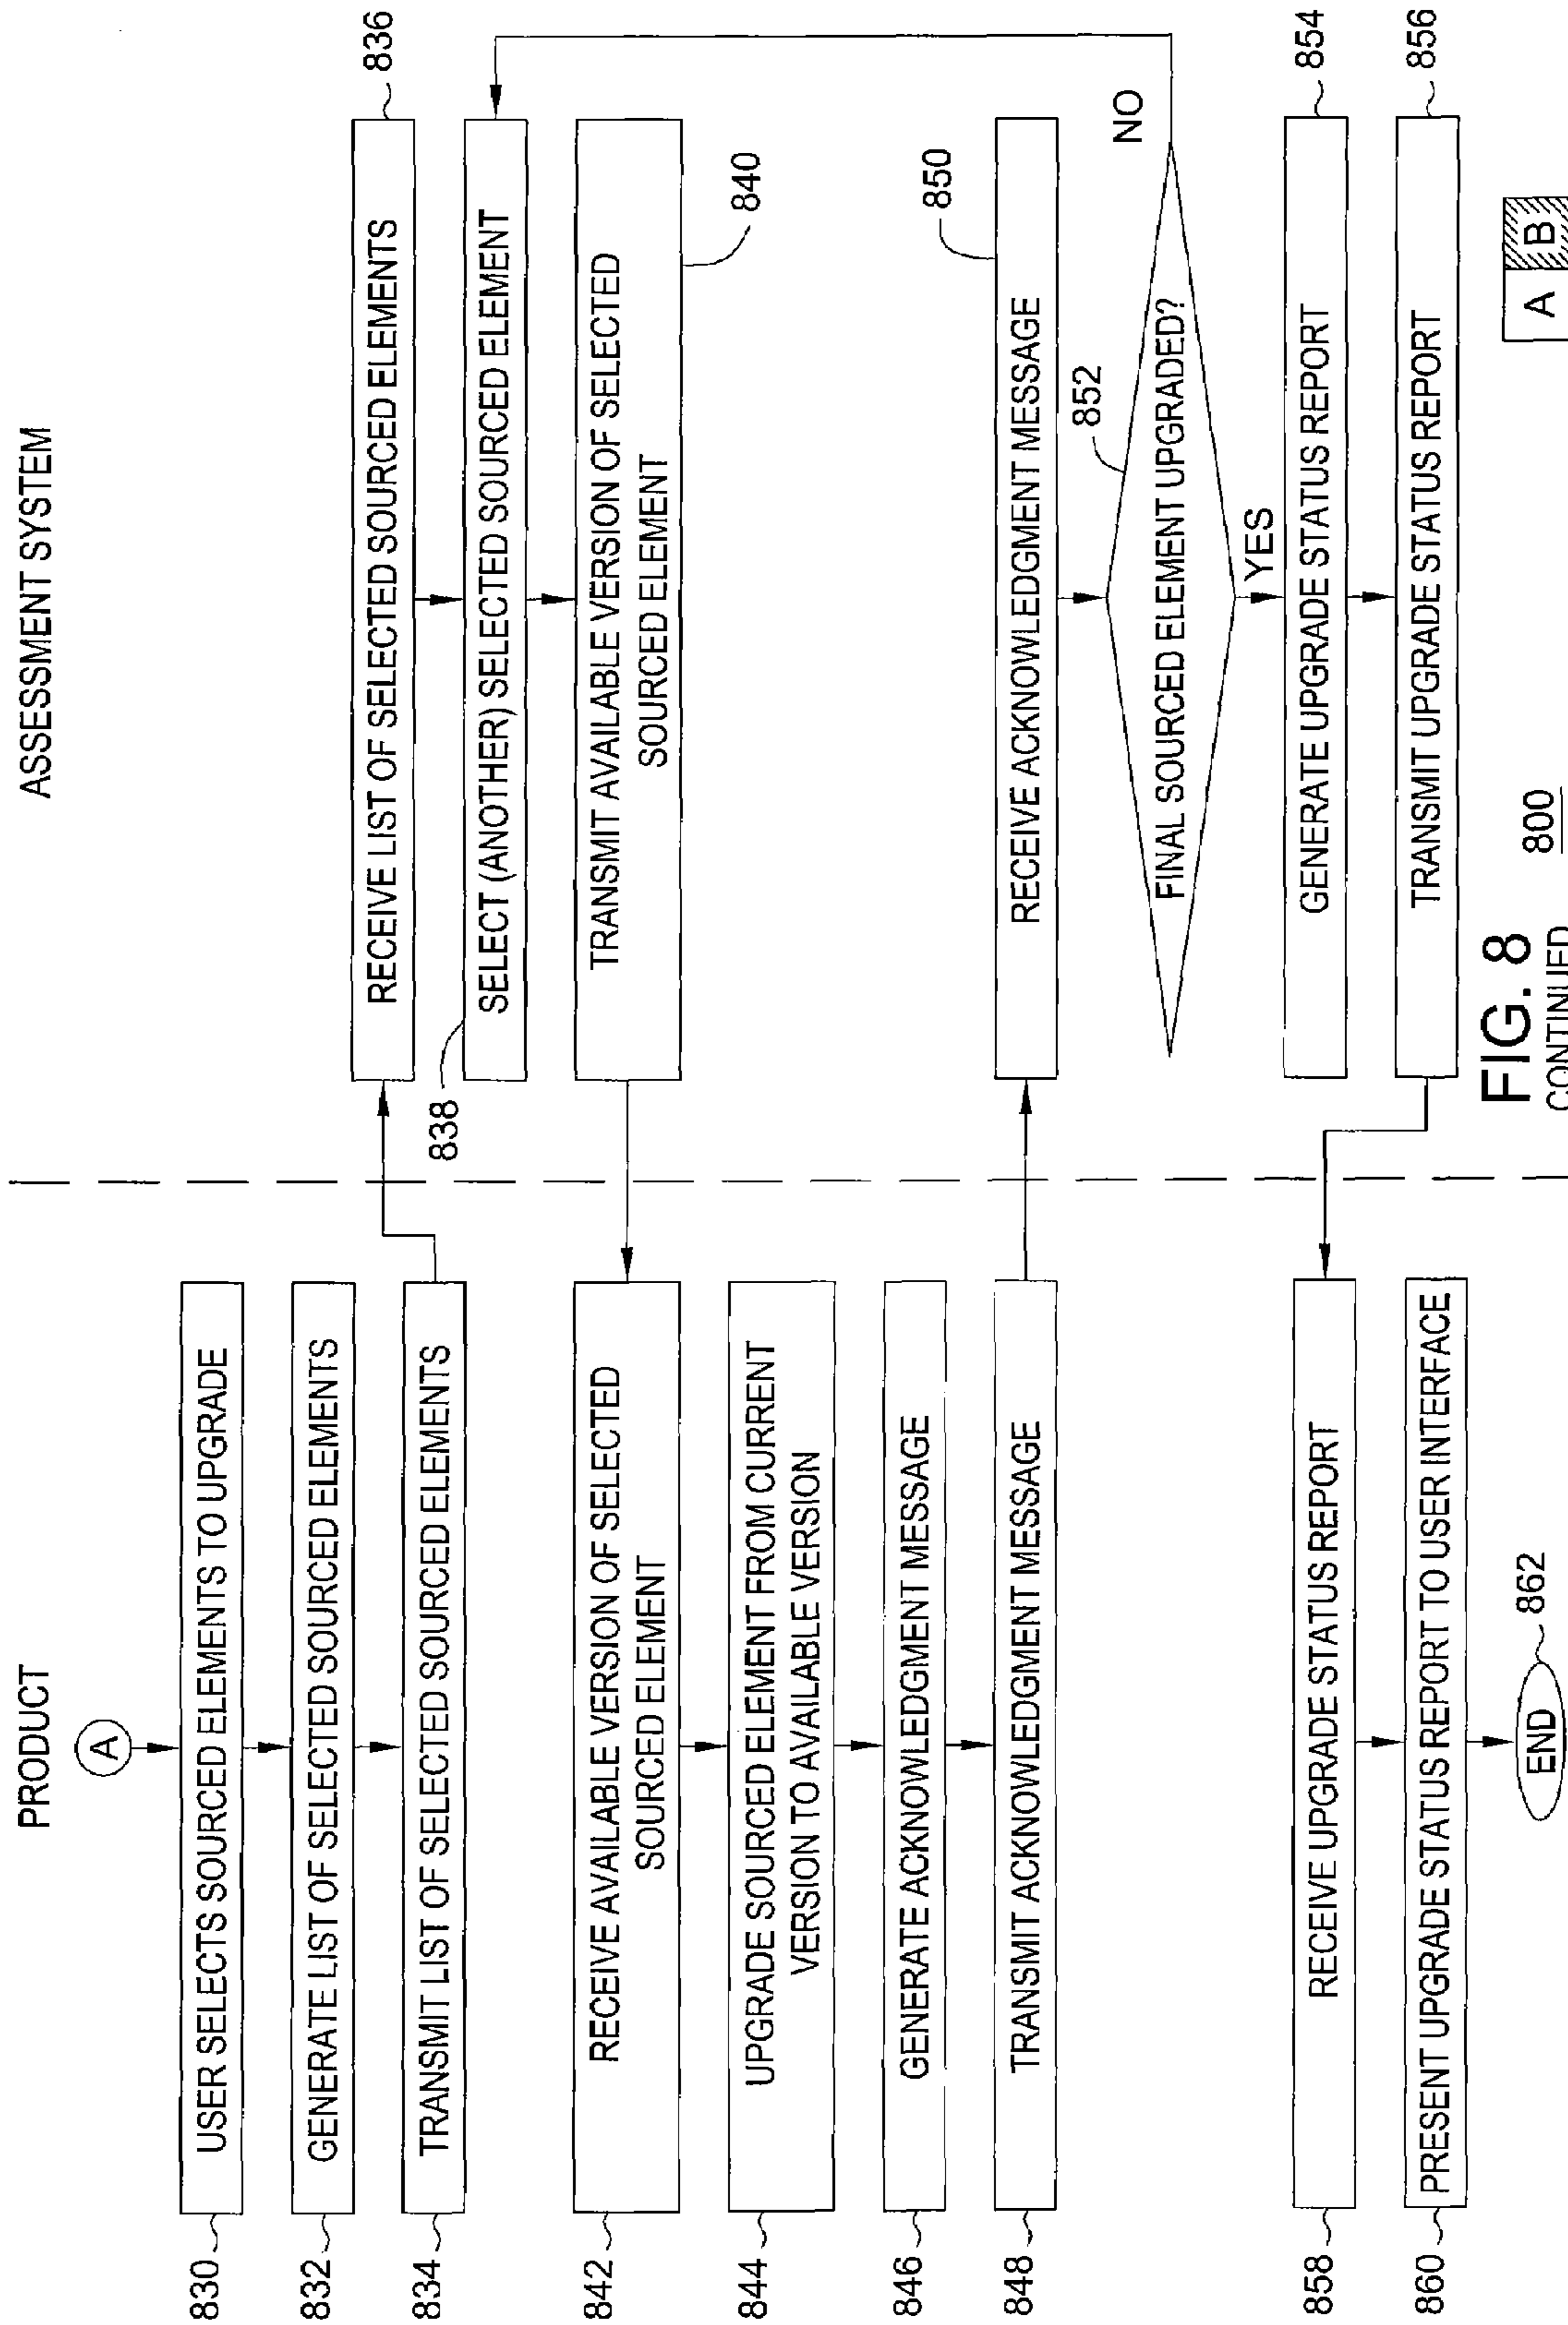 PRODUCT
A
830
USER SELECTS SOURCED ELEMENTS TO UPGRADE
832
GENERATE LIST OF SELECTED SOURCED ELEMENTS
834
TRANSMIT LIST OF SELECTED SOURCED ELEMENTS
842
RECEIVE AVAILABLE VERSION OF SELECTED
SOURCED ELEMENT
844
UPGRADE SOURCED ELEMENT FROM CURRENT
VERSION TO AVAILABLE VERSION
846
GENERATE ACKNOWLEDGMENT MESSAGE
848
TRANSMIT ACKNOWLEDGMENT MESSAGE
858
RECEIVE UPGRADE STATUS REPORT
860
PRESENT UPGRADE STATUS REPORT TO USER INTERFACE
END
862
ASSESSMENT SYSTEM
RECEIVE LIST OF SELECTED SOURCED ELEMENTS
836
838
SELECT (ANOTHER) SELECTED SOURCED ELEMENT
TRANSMIT AVAILABLE VERSION OF SELECTED
SOURCED ELEMENT
840
850
RECEIVE ACKNOWLEDGMENT MESSAGE
852
FINAL SOURCED ELEMENT UPGRADED?
NO
YES
GENERATE UPGRADE STATUS REPORT
854
TRANSMIT UPGRADE STATUS REPORT
856
FIG. 8
CONTINUED
800
A
B